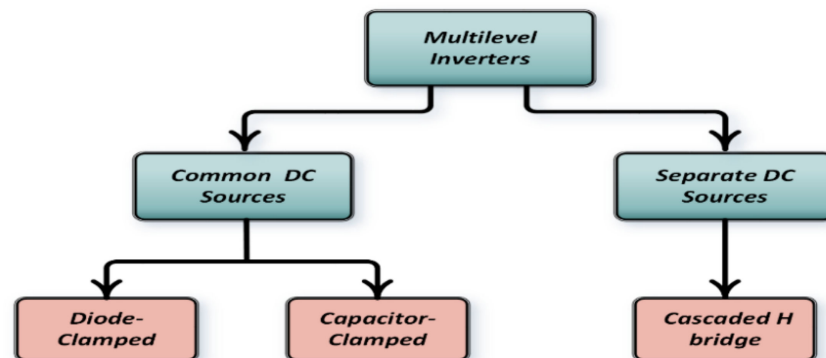 Multilevel
Inverters
Common DC
Sources
Separate DC
Sources
Diode-
Clamped
Capacitor-
Clamped
Cascaded H
bridge